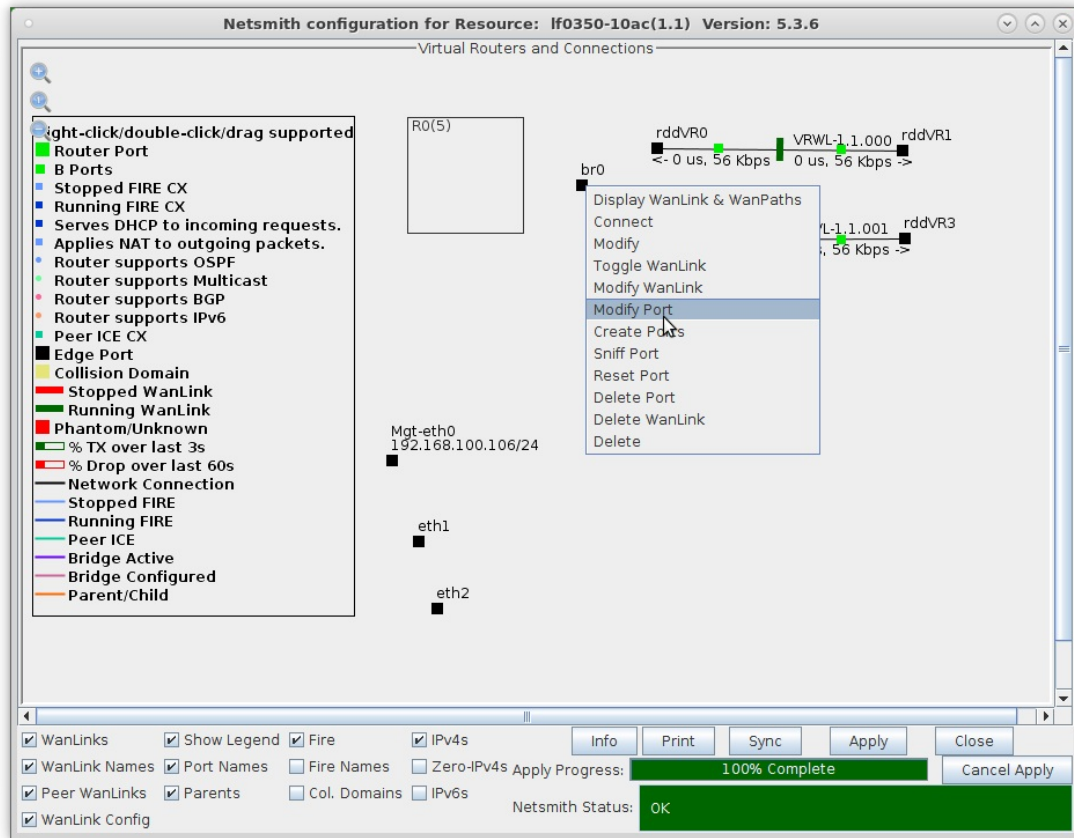 Netsmith configuration for Resource: lf0350-10ac(1.1) Version: 5.3.6
Virtual Routers and Connections
ight-click/double-click/drag supported
Router Port
B Ports
Stopped FIRE CX
Running FIRE CX
Serves DHCP to incoming requests.
Applies NAT to outgoing packets.
Router supports OSPF
Router supports Multicast
Router supports BGP
Router supports IPv6
Peer ICE CX
Edge Port
Collision Domain
Stopped WanLink
Running WanLink
Phantom/Unknown
% TX over last 3s
% Drop over last 60s
Network Connection
Stopped FIRE
Running FIRE
Peer ICE
Bridge Active
Bridge Configured
Parent/Child
R0(5)
rddVR0
VRWL-1.1.000
rddVR1
<- 0 us, 56 Kbps
0 us, 56 Kbps ->
br0
L-1.1.001
rddVR3
s, 56 Kbps ->
Display WanLink & WanPaths
Connect
Modify
Toggle WanLink
Modify WanLink
Modify Port
Create Ports
Sniff Port
Reset Port
Delete Port
Delete WanLink
Delete
Mgt-eth0
192.168.100.106/24
eth1
eth2
WanLinks Show Legend Fire IPv4s Info Print Sync Apply Close
WanLink Names Port Names Fire Names Zero-IPv4s Apply Progress: 100% Complete Cancel Apply
Peer WanLinks Parents Col. Domains IPv6s Netsmith Status: OK
WanLink Config